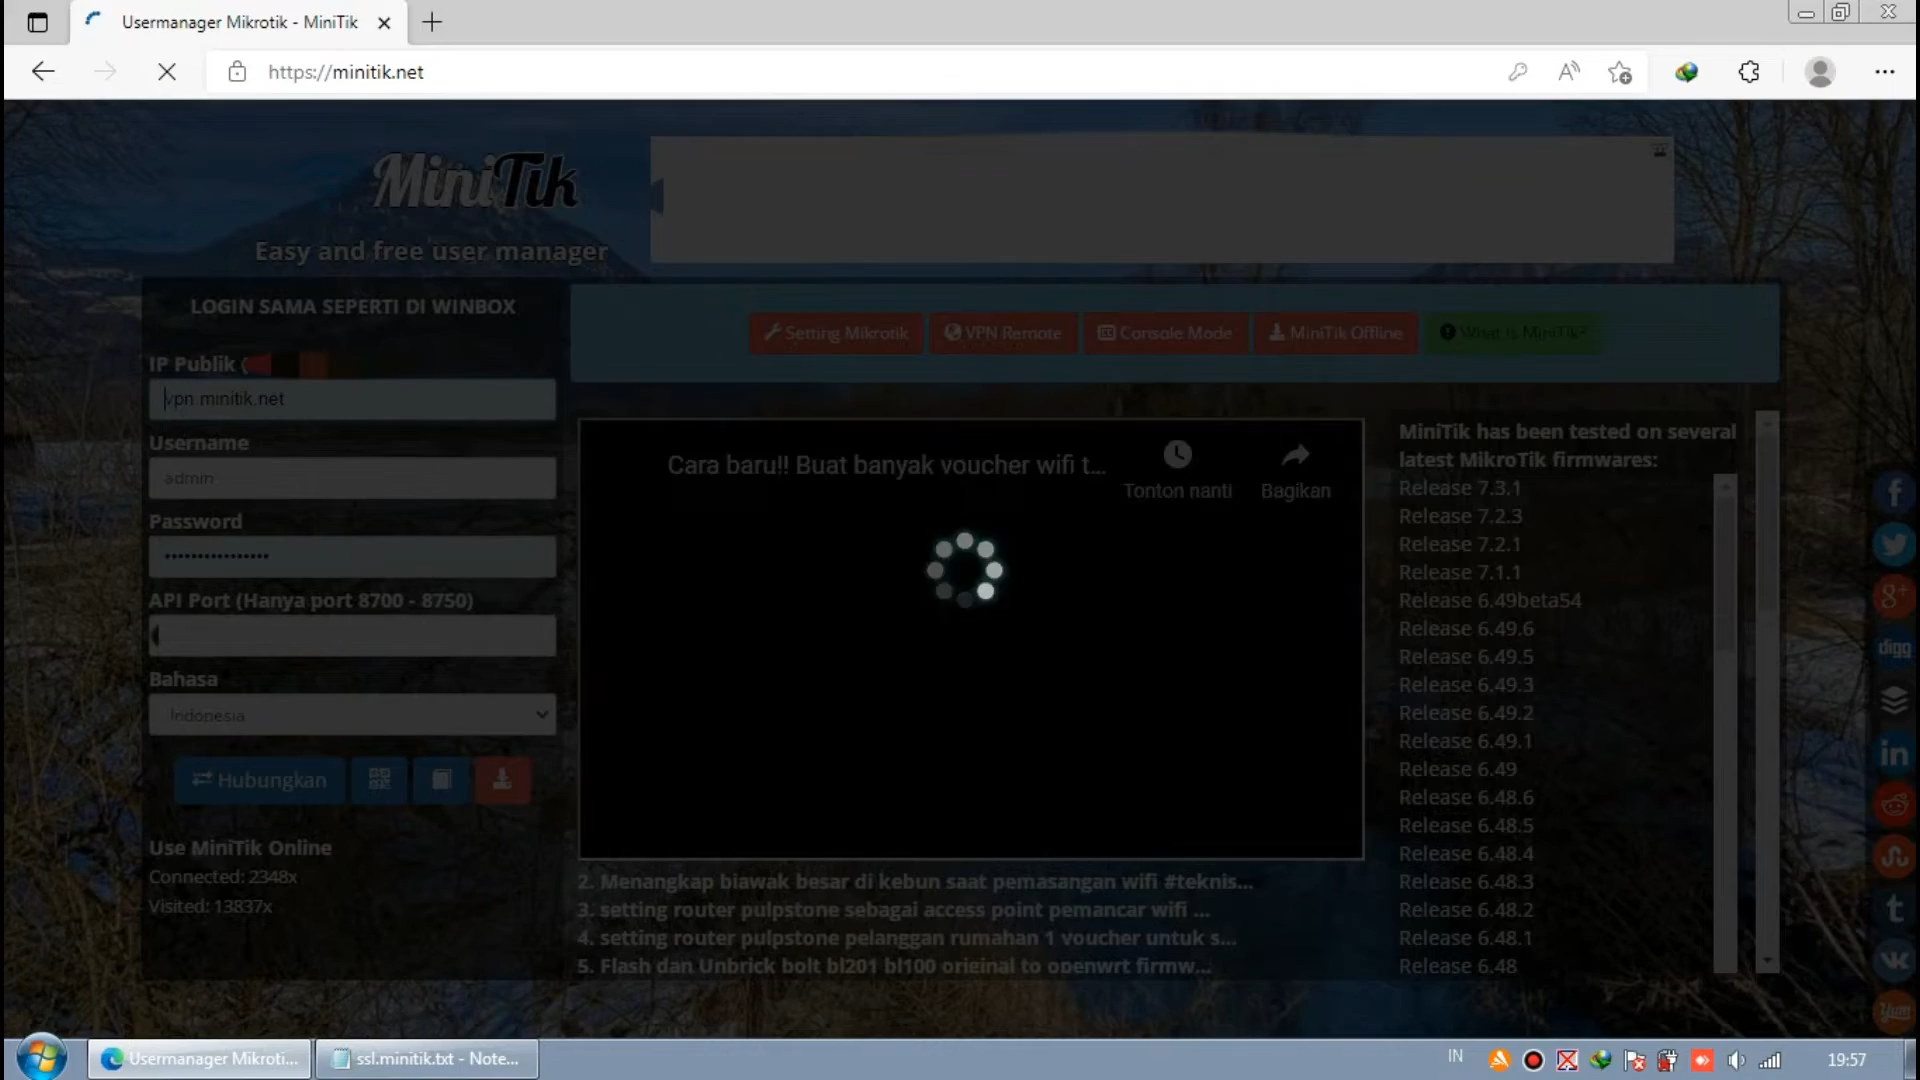 Usermanager Mikrotik - MiniTik
https://minitik.net
MiniTik
Easy and free user manager
LOGIN SAMA SEPERTI DI WINBOX
IP Publik (
vpn.minitik.net
Username
admin
Password
API Port (Hanya port 8700 - 8750)
Bahasa
Indonesia
Hubungkan
Use MiniTik Online
Connected: 2348x
Visited: 13837x
Setting Mikrotik
VPN Remote
Console Mode
MiniTik Offline
What is MiniTik?
Cara baru!! Buat banyak voucher wifi t...
Tonton nanti
Bagikan
2. Menangkap biawak besar di kebun saat pemasangan wifi #teknis...
3. setting router pulpstone sebagai access point pemancar wifi ...
4. setting router pulpstone pelanggan rumahan 1 voucher untuk s...
5. Flash dan Unbrick bolt bl201 bl100 original to openwrt firmw...
MiniTik has been tested on several
latest MikroTik firmwares:
Release 7.3.1
Release 7.2.3
Release 7.2.1
Release 7.1.1
Release 6.49beta54
Release 6.49.6
Release 6.49.5
Release 6.49.3
Release 6.49.2
Release 6.49.1
Release 6.49
Release 6.48.6
Release 6.48.5
Release 6.48.4
Release 6.48.3
Release 6.48.2
Release 6.48.1
Release 6.48
digg
Yum
Usermanager Mikroti...
ssl.minitik.txt - Note...
IN
19:57